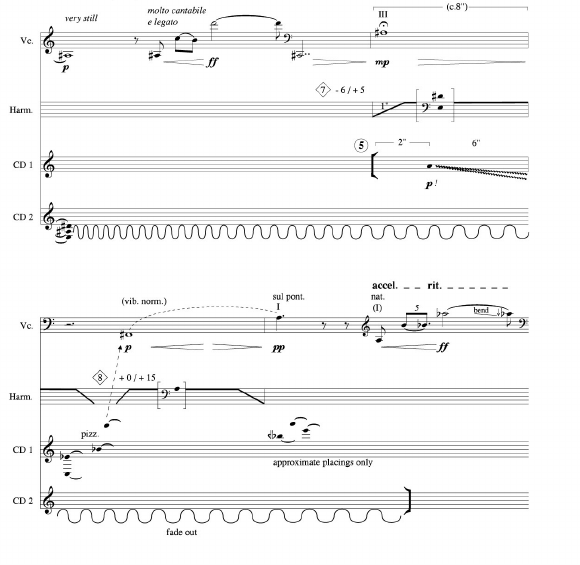 very still
molto cantabile
e legato
III
(c.8")
Vc.
p
ff
mp
7 - 6 / + 5
Harm.
1"
5
2"
6"
CD 1
p!
CD 2
accel. _ _ rit. _ _ _ _ _ _
(vib. norm.)
sul pont.
I
nat.
(I)
5
bend
Vc.
p
pp
ff
8 + 0 / + 15
Harm.
pizz.
CD 1
approximate placings only
CD 2
fade out